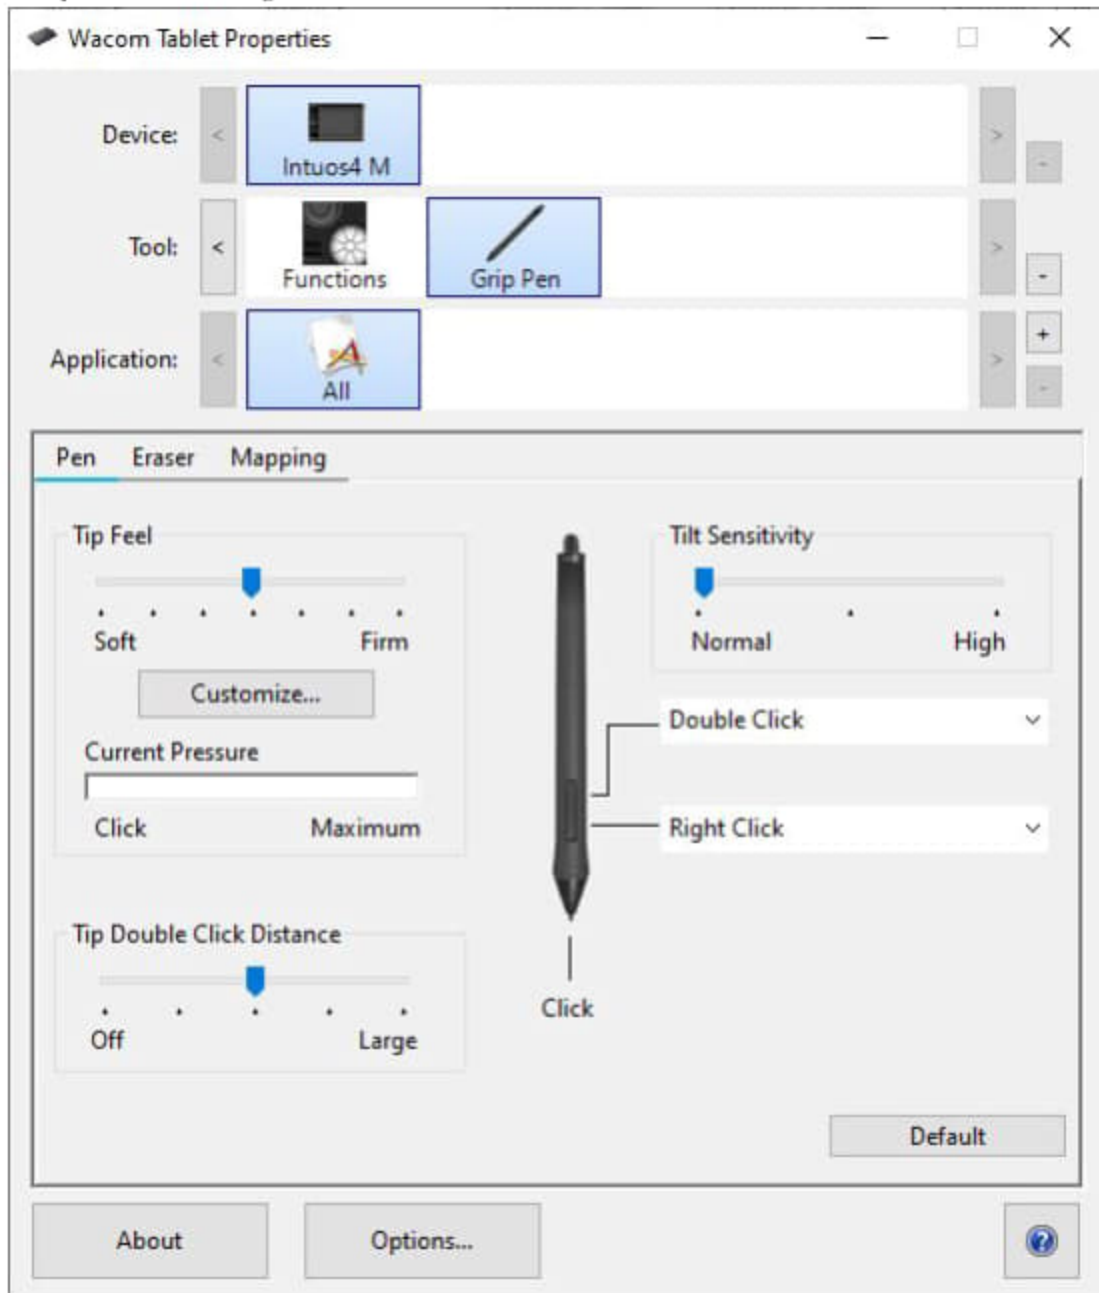 Wacom Tablet Properties
Device:
<
Intuos4 M
>
-
Tool:
<
Functions
Grip Pen
>
-
Application:
<
All
>
+
-
Pen Eraser Mapping
Tip Feel
Soft Firm
Customize...
Current Pressure
Click Maximum
Tip Double Click Distance
Off Large
Click
Tilt Sensitivity
Normal High
Double Click
Right Click
Default
About
Options...
?